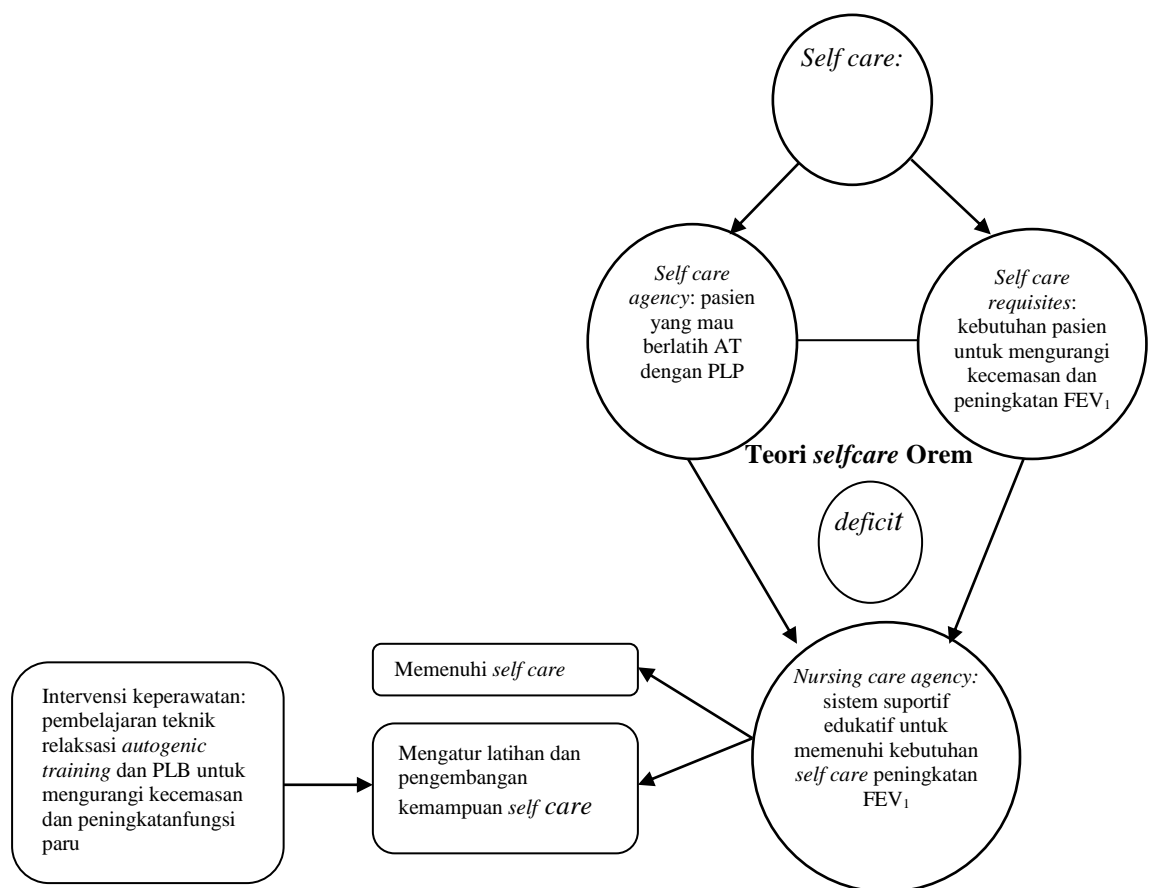 Self care:
Self care
agency: pasien
yang mau
berlatih AT
dengan PLP
Self care
requisites:
kebutuhan pasien
untuk mengurangi
kecemasan dan
peningkatan FEV₁
Teori selfcare Orem
deficit
Nursing care agency:
sistem suportif
edukatif untuk
memenuhi kebutuhan
self care peningkatan
FEV₁
Memenuhi self care
Mengatur latihan dan
pengembangan
kemampuan self care
Intervensi keperawatan:
pembelajaran teknik
relaksasi autogenic
training dan PLB untuk
mengurangi kecemasan
dan peningkatanfungsi
paru